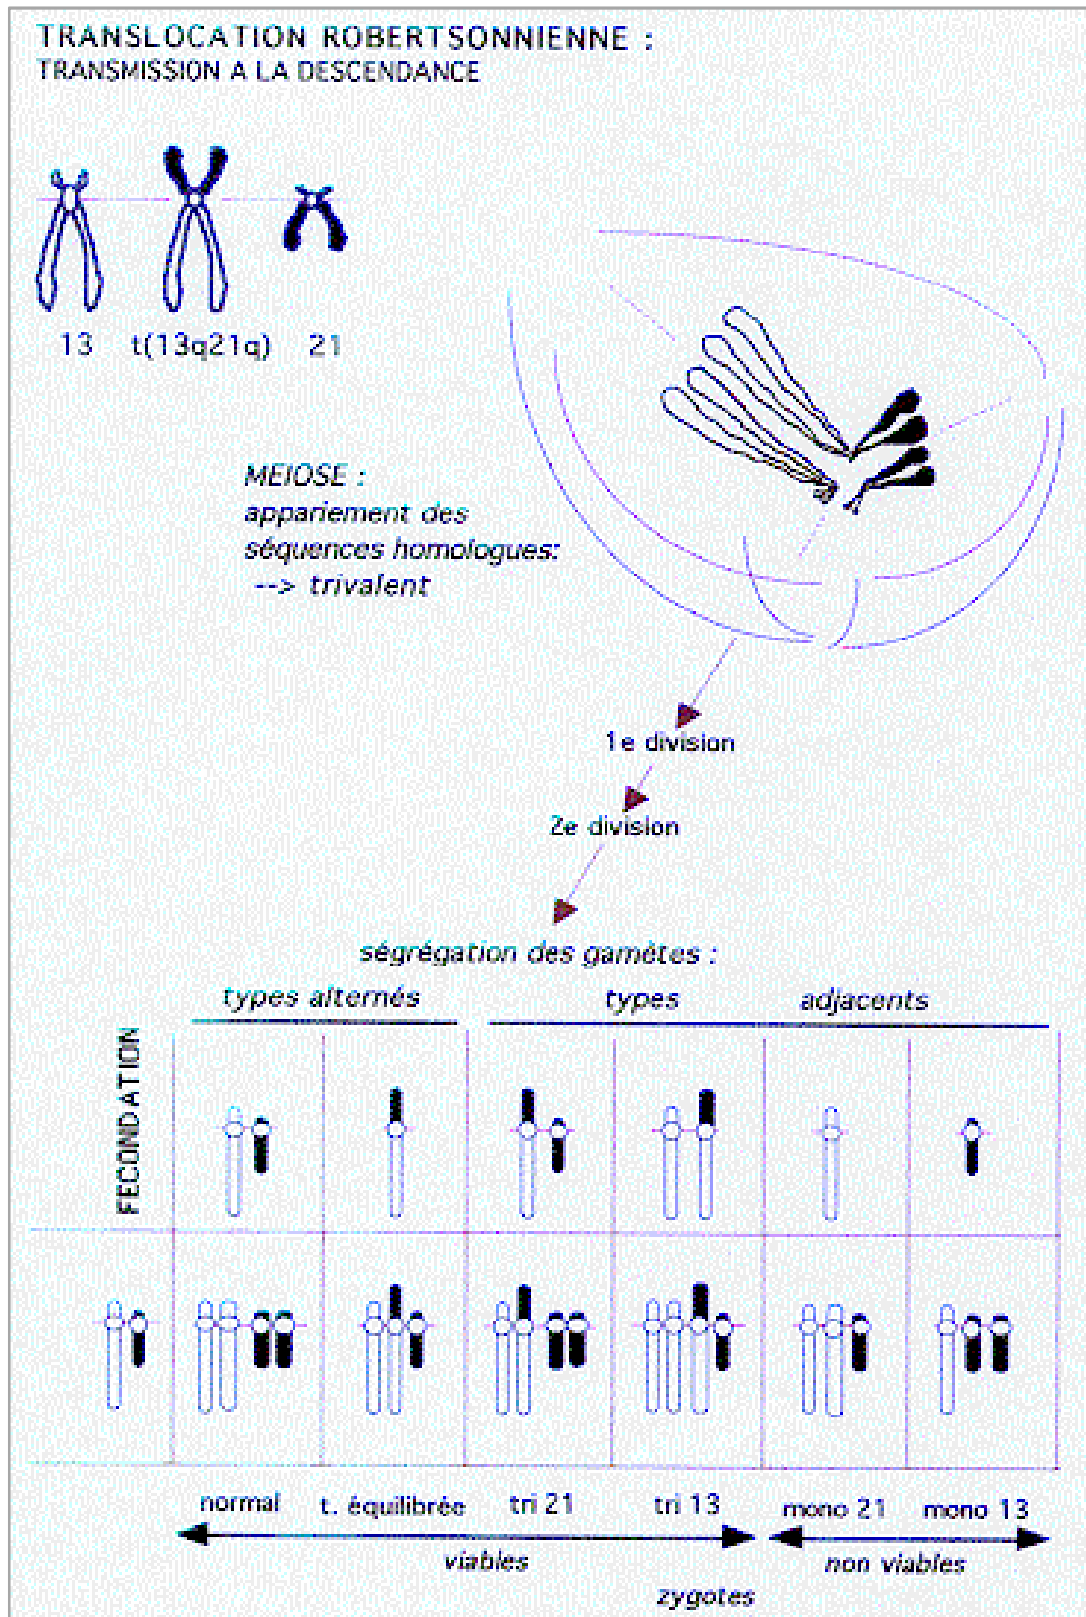 TRANSLOCATION ROBERTSONNIENNE :
TRANSMISSION A LA DESCENDANCE
13 t(13q21q) 21
MEIOSE :
appariement des
séquences homologues:
--> trivalent
1e division
2e division
ségrégation des gamètes :
types alternés types adjacents
FECONDATION
normal t. équilibrée tri 21 tri 13 mono 21 mono 13
viables non viables
zygotes